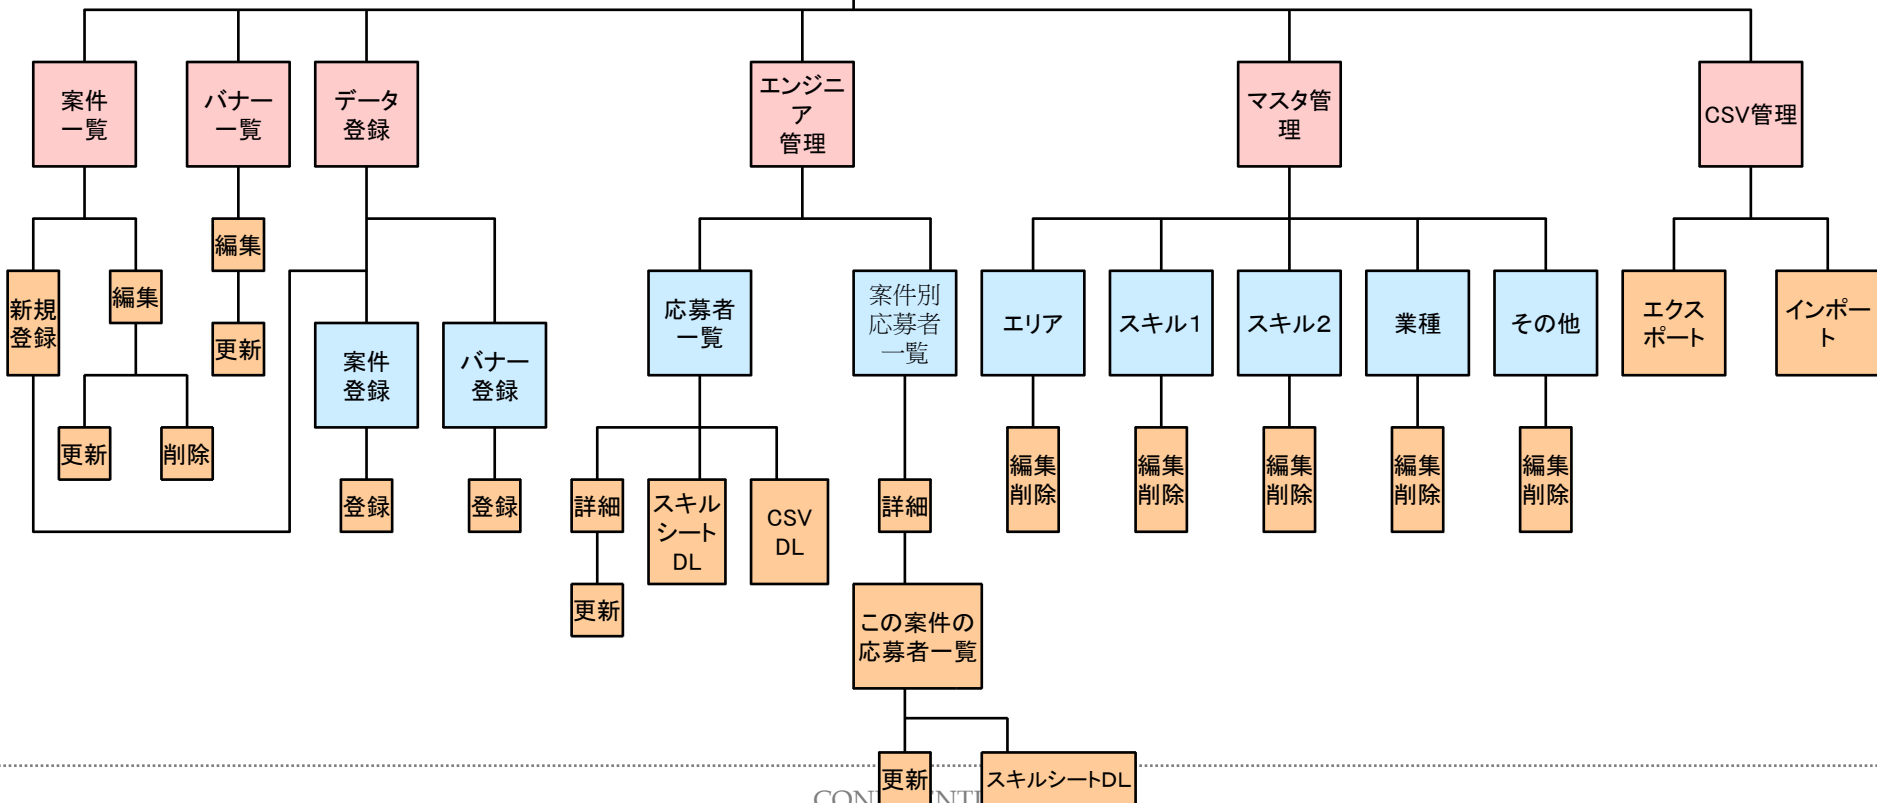 案件
一覧
バナー
一覧
データ
登録
エンジニ
ア
管理
マスタ管
理
CSV管理
新規
登録
編集
更新
削除
編集
更新
案件
登録
登録
バナー
登録
登録
応募者
一覧
詳細
更新
スキル
シート
DL
CSV
DL
案件別
応募者
一覧
詳細
この案件の
応募者一覧
更新
スキルシートDL
エリア
編集
削除
スキル1
編集
削除
スキル2
編集
削除
業種
編集
削除
その他
編集
削除
エクス
ポート
インポー
ト